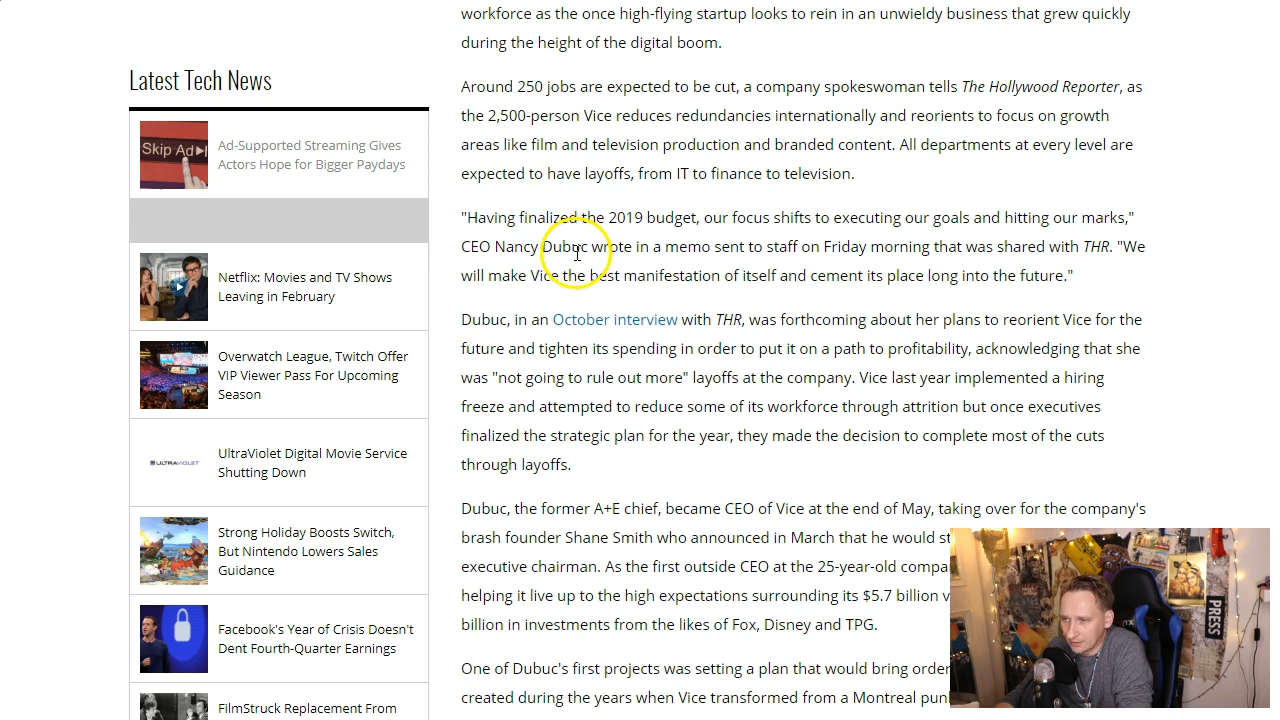 workforce as the once high-flying startup looks to rein in an unwieldy business that grew quickly
during the height of the digital boom.
Latest Tech News
Around 250 jobs are expected to be cut, a company spokeswoman tells The Hollywood Reporter, as
the 2,500-person Vice reduces redundancies internationally and reorients to focus on growth
areas like film and television production and branded content. All departments at every level are
expected to have layoffs, from IT to finance to television.
"Having finalized the 2019 budget, our focus shifts to executing our goals and hitting our marks,"
CEO Nancy Dubuc wrote in a memo sent to staff on Friday morning that was shared with THR. "We
will make Vice the best manifestation of itself and cement its place long into the future."
Dubuc, in an October interview with THR, was forthcoming about her plans to reorient Vice for the
future and tighten its spending in order to put it on a path to profitability, acknowledging that she
was "not going to rule out more" layoffs at the company. Vice last year implemented a hiring
freeze and attempted to reduce some of its workforce through attrition but once executives
finalized the strategic plan for the year, they made the decision to complete most of the cuts
through layoffs.
Dubuc, the former A+E chief, became CEO of Vice at the end of May, taking over for the company's
brash founder Shane Smith who announced in March that he would st
executive chairman. As the first outside CEO at the 25-year-old compa
helping it live up to the high expectations surrounding its $5.7 billion v
billion in investments from the likes of Fox, Disney and TPG.
One of Dubuc's first projects was setting a plan that would bring order
created during the years when Vice transformed from a Montreal pun
Skip Ad
Ad-Supported Streaming Gives
Actors Hope for Bigger Paydays
Netflix: Movies and TV Shows
Leaving in February
Overwatch League, Twitch Offer
VIP Viewer Pass For Upcoming
Season
ULTRAVIOLET
UltraViolet Digital Movie Service
Shutting Down
Strong Holiday Boosts Switch,
But Nintendo Lowers Sales
Guidance
Facebook's Year of Crisis Doesn't
Dent Fourth-Quarter Earnings
FilmStruck Replacement From
PRESS